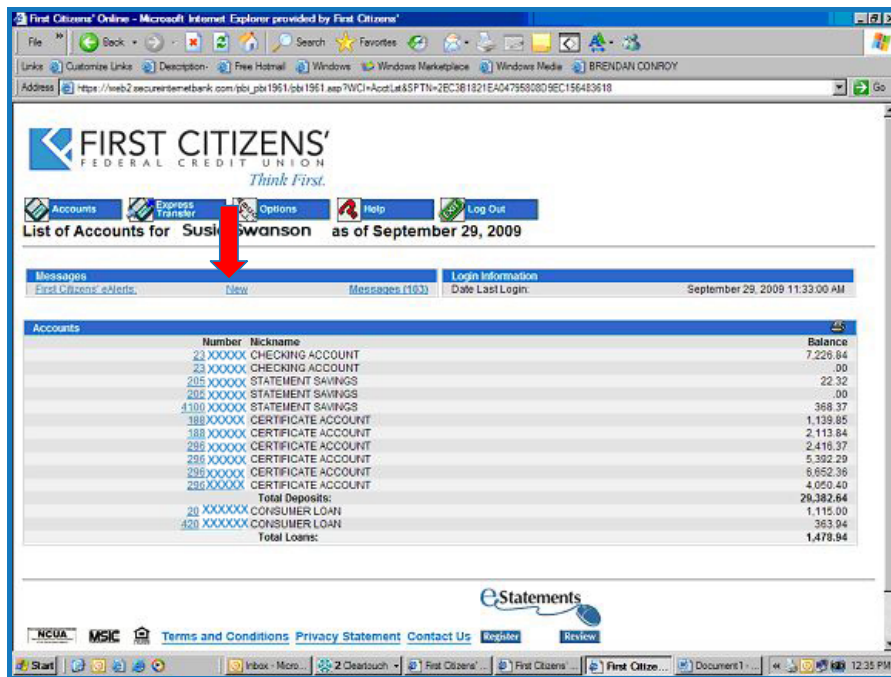 First Citizens' Online - Microsoft Internet Explorer provided by First Citizens'
File » Back Search Favorites
Links Customize Links Description- Free Hotmail Windows Windows Marketplace Windows Media BRENDAN CONROY
Address https://web2.secureinternetbank.com/pbi_pbi1961/pbi1961.asp?WCI=AcctList&SPTN=2EC3B1821EA04795808D9EC156483618 Go
FIRST CITIZENS'
FEDERAL CREDIT UNION
Think First.
Accounts Express Transfer Options Help Log Out
List of Accounts for Susie Swanson as of September 29, 2009
Messages Login Information
First Citizens' eAlerts: New Messages (163) Date Last Login: September 29, 2009 11:33:00 AM
Accounts
Number Nickname Balance
23 XXXXXX CHECKING ACCOUNT 7,226.84
23 XXXXXX CHECKING ACCOUNT .00
205 XXXXX STATEMENT SAVINGS 22.32
205 XXXXX STATEMENT SAVINGS .00
4100 XXXXX STATEMENT SAVINGS 368.37
188 XXXXX CERTIFICATE ACCOUNT 1,139.85
188 XXXXX CERTIFICATE ACCOUNT 2,113.84
296 XXXXX CERTIFICATE ACCOUNT 2,416.37
296 XXXXX CERTIFICATE ACCOUNT 5,392.29
296 XXXXX CERTIFICATE ACCOUNT 6,652.36
296 XXXXX CERTIFICATE ACCOUNT 4,050.40
Total Deposits: 29,382.64
20 XXXXXX CONSUMER LOAN 1,115.00
420 XXXXXX CONSUMER LOAN 363.94
Total Loans: 1,478.94
eStatements
NCUA MSIC Terms and Conditions Privacy Statement Contact Us Register Review
Start Inbox - Micro... 2 Cleartouch First Citizens' ... First Citizens' ... First Citize... Document1 - ... « 12:35 PM